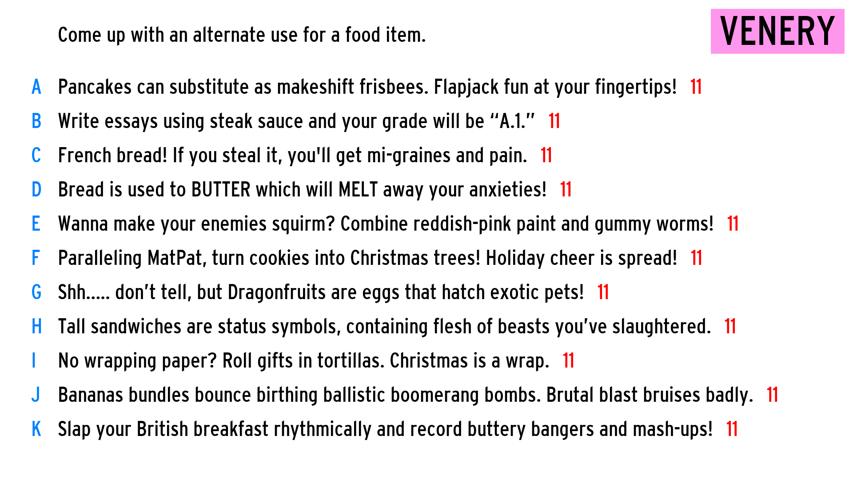 Come up with an alternate use for a food item.
VENERY
A Pancakes can substitute as makeshift frisbees. Flapjack fun at your fingertips! 11
B Write essays using steak sauce and your grade will be “A.1.” 11
C French bread! If you steal it, you'll get mi-graines and pain. 11
D Bread is used to BUTTER which will MELT away your anxieties! 11
E Wanna make your enemies squirm? Combine reddish-pink paint and gummy worms! 11
F Paralleling MatPat, turn cookies into Christmas trees! Holiday cheer is spread! 11
G Shh..... don’t tell, but Dragonfruits are eggs that hatch exotic pets! 11
H Tall sandwiches are status symbols, containing flesh of beasts you’ve slaughtered. 11
I No wrapping paper? Roll gifts in tortillas. Christmas is a wrap. 11
J Bananas bundles bounce birthing ballistic boomerang bombs. Brutal blast bruises badly. 11
K Slap your British breakfast rhythmically and record buttery bangers and mash-ups! 11